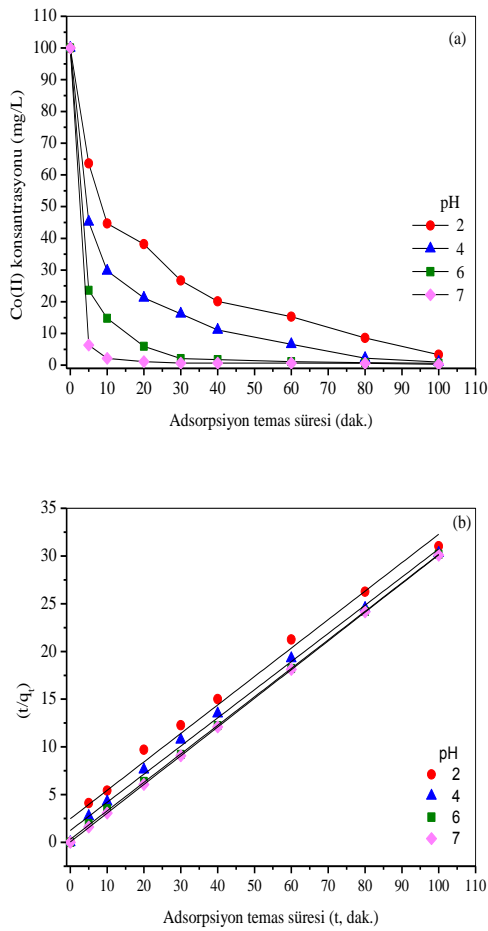 (a)
Co(II) konsantrasyonu (mg/L)
110
100
90
80
70
60
50
40
30
20
10
0
pH
2
4
6
7
0 10 20 30 40 50 60 70 80 90 100 110
Adsorpsiyon temas süresi (dak.)
(b)
(t/qt)
35
30
25
20
15
10
5
0
pH
2
4
6
7
0 10 20 30 40 50 60 70 80 90 100 110
Adsorpsiyon temas süresi (t, dak.)